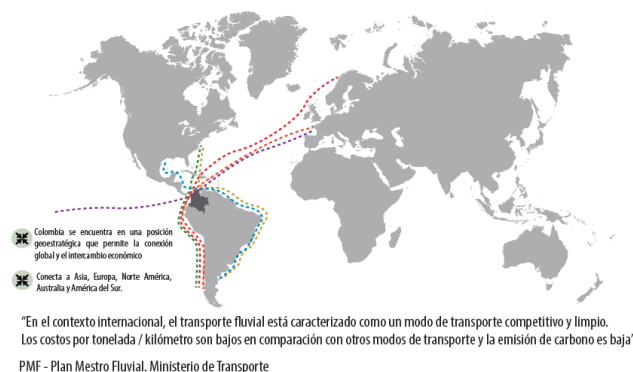 Colombia se encuentra en una posición
geoestratégica que permite la conexión
global y el intercambio económico
Conecta a Asia, Europa, Norte América,
Australia y América del Sur.
“En el contexto internacional, el transporte fluvial está caracterizado como un modo de transporte competitivo y limpio.
Los costos por tonelada / kilómetro son bajos en comparación con otros modos de transporte y la emisión de carbono es baja”
PMF - Plan Mestro Fluvial. Ministerio de Transporte